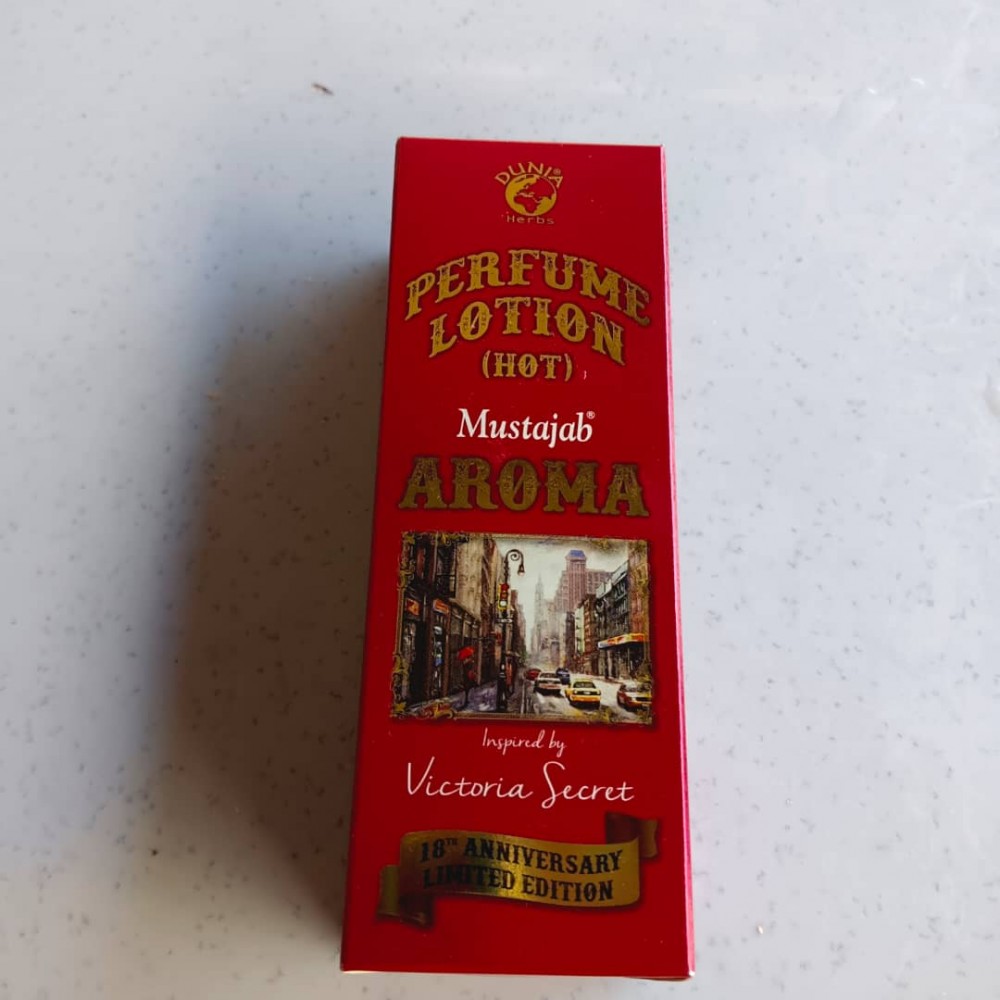 DUNIA®
Herbs
PERFUME
LOTION
(HOT)
Mustajab®
AROMA
Inspired by
Victoria Secret
18TH ANNIVERSARY
LIMITED EDITION